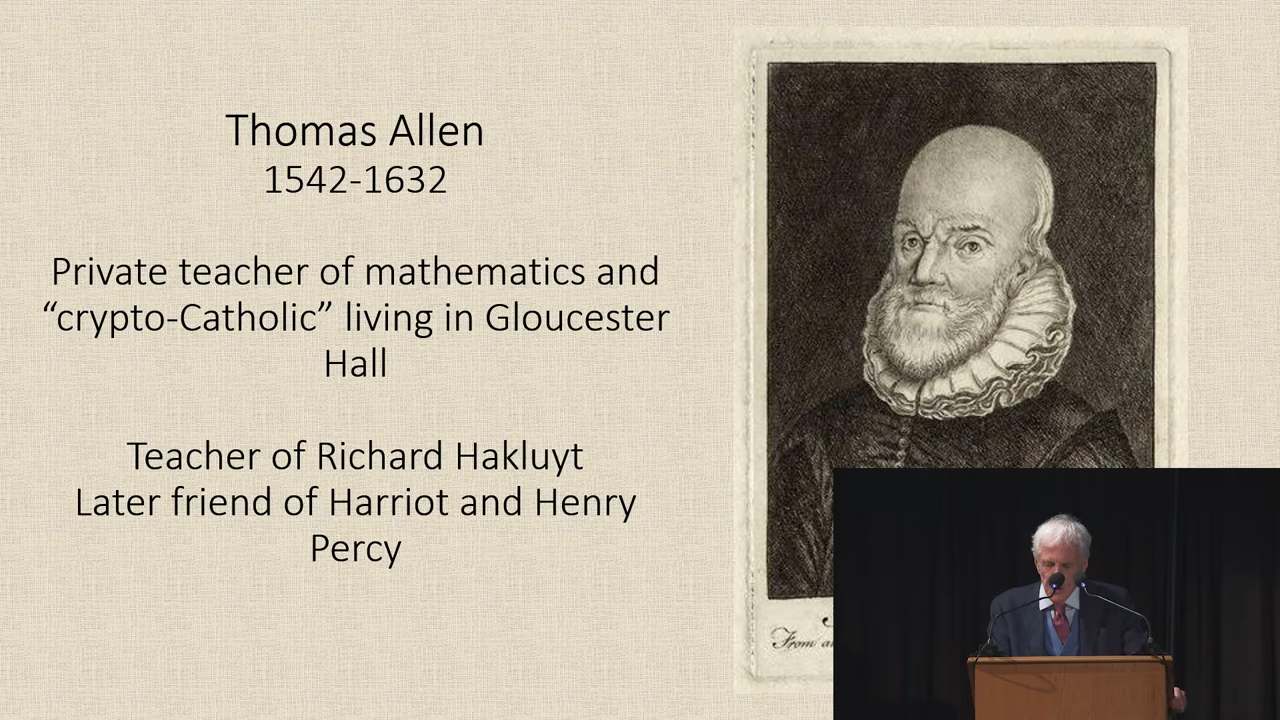 Thomas Allen
1542-1632
Private teacher of mathematics and
“crypto-Catholic” living in Gloucester
Hall
Teacher of Richard Hakluyt
Later friend of Harriot and Henry
Percy
From